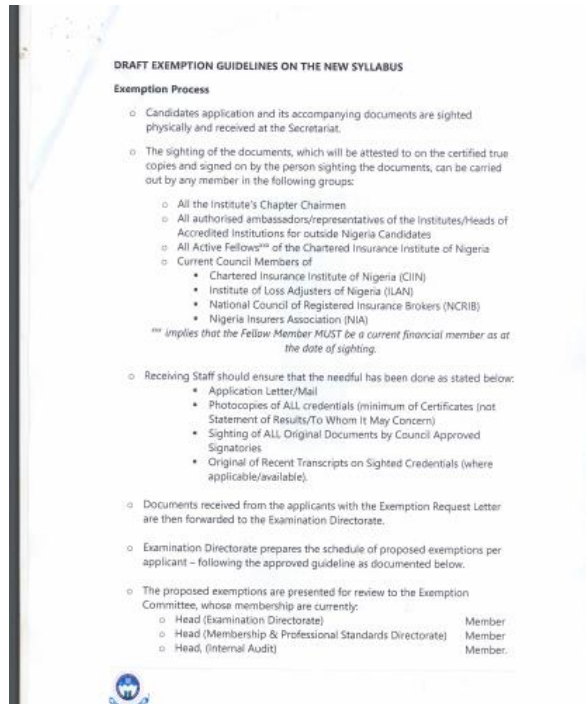 DRAFT EXEMPTION GUIDELINES ON THE NEW SYLLABUS
Exemption Process
o Candidates application and its accompanying documents are sighted
physically and received at the Secretariat.
o The sighting of the documents, which will be attested to on the certified true
copies and signed on by the person sighting the documents, can be carried
out by any member in the following groups:
o All the Institute's Chapter Chairmen
o All authorised ambassadors/representatives of the Institutes/Heads of
Accredited Institutions for outside Nigeria Candidates
o All Active Fellows*** of the Chartered Insurance Institute of Nigeria
o Current Council Members of
▪ Chartered Insurance Institute of Nigeria (CIIN)
▪ Institute of Loss Adjusters of Nigeria (ILAN)
▪ National Council of Registered Insurance Brokers (NCRIB)
▪ Nigeria Insurers Association (NIA)
*** implies that the Fellow Member MUST be a current financial member as at
the date of sighting.
o Receiving Staff should ensure that the needful has been done as stated below:
▪ Application Letter/Mail
▪ Photocopies of ALL credentials (minimum of Certificates (not
Statement of Results/To Whom It May Concern)
▪ Sighting of ALL Original Documents by Council Approved
Signatories
▪ Original of Recent Transcripts on Sighted Credentials (where
applicable/available).
o Documents received from the applicants with the Exemption Request Letter
are then forwarded to the Examination Directorate.
o Examination Directorate prepares the schedule of proposed exemptions per
applicant – following the approved guideline as documented below.
o The proposed exemptions are presented for review to the Exemption
Committee, whose membership are currently:
o Head (Examination Directorate) Member
o Head (Membership & Professional Standards Directorate) Member
o Head, (Internal Audit) Member.